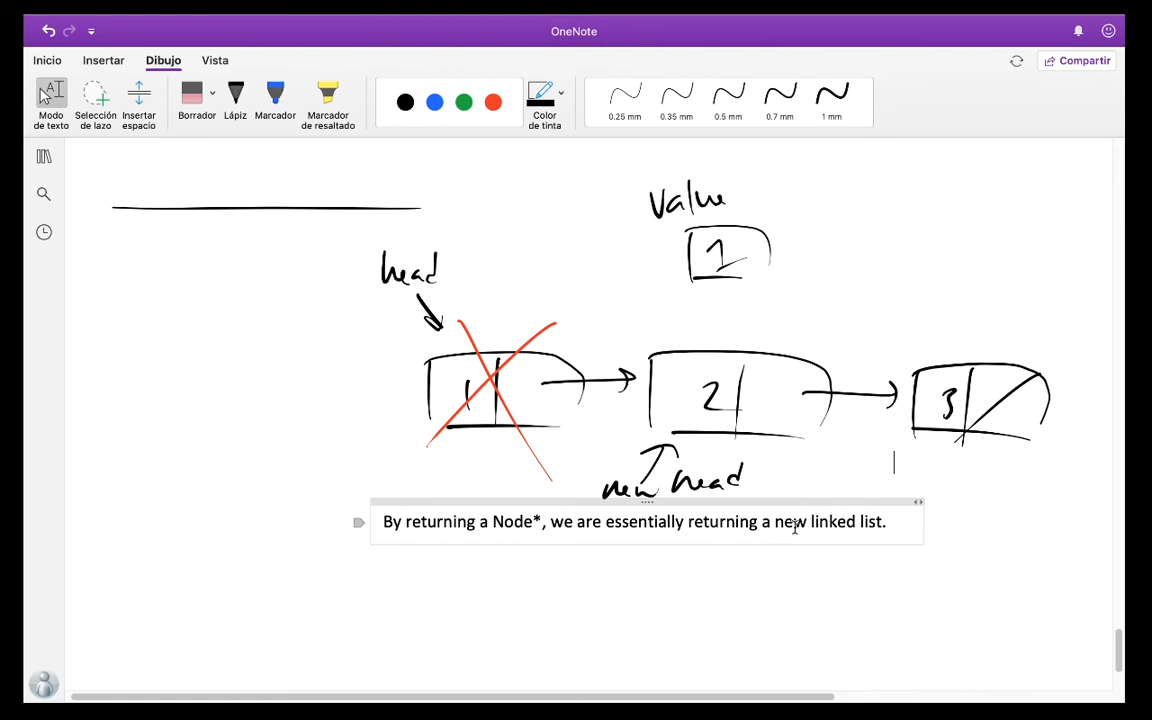 OneNote
Inicio Insertar Dibujo Vista
Compartir
Modo de texto
Selección de lazo
Insertar espacio
Borrador
Lápiz
Marcador
Marcador de resaltado
Color de tinta
0.25 mm 0.35 mm 0.5 mm 0.7 mm 1 mm
Value
1
head
1 2 3
new head
By returning a Node*, we are essentially returning a new linked list.